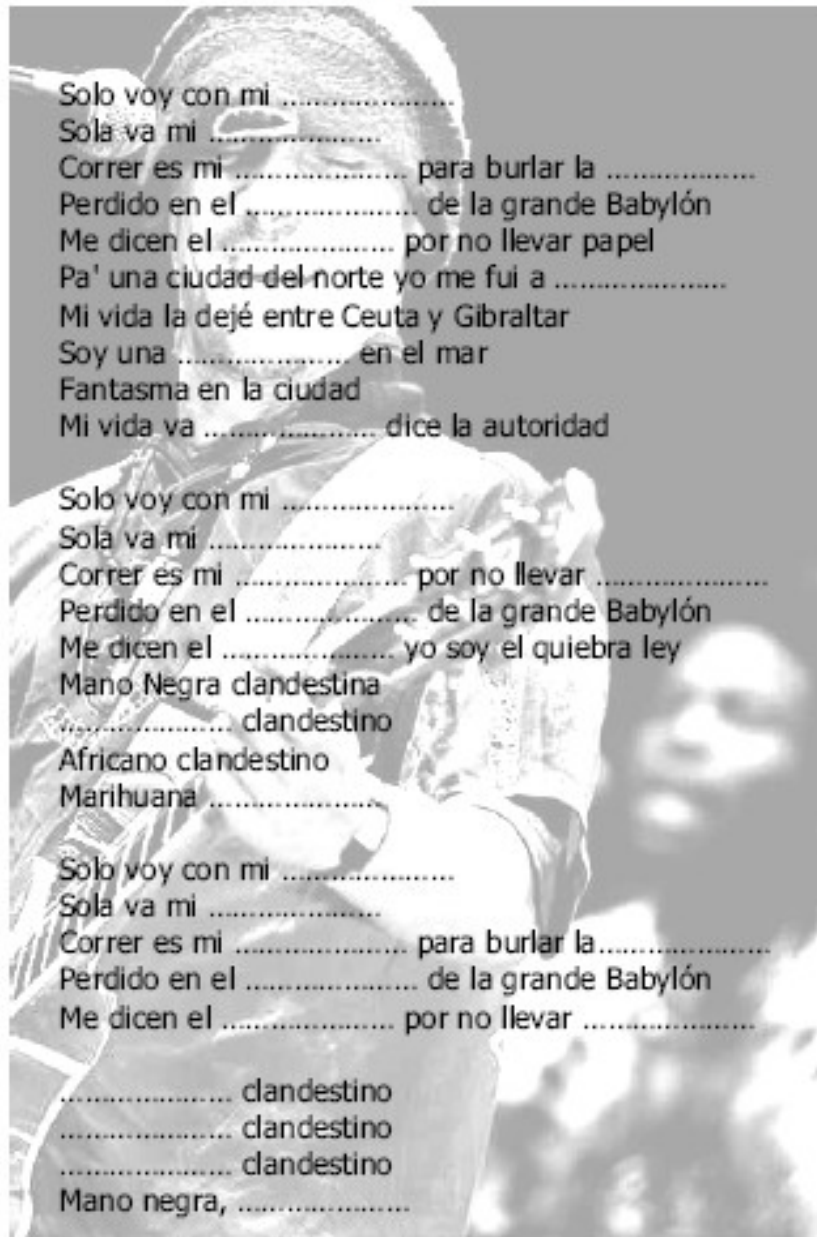 Solo voy con mi ........................
Sola va mi ........................
Correr es mi ........................ para burlar la .....................
Perdido en el ........................ de la grande Babylón
Me dicen el ........................ por no llevar papel
Pa' una ciudad del norte yo me fui a ........................
Mi vida la dejé entre Ceuta y Gibraltar
Soy una ........................ en el mar
Fantasma en la ciudad
Mi vida va ........................ dice la autoridad

Solo voy con mi ........................
Sola va mi ........................
Correr es mi ........................ por no llevar ........................
Perdido en el ........................ de la grande Babylón
Me dicen el ........................ yo soy el quiebra ley
Mano Negra clandestina
........................ clandestino
Africano clandestino
Marihuana ........................

Solo voy con mi ........................
Sola va mi ........................
Correr es mi ........................ para burlar la........................
Perdido en el ........................ de la grande Babylón
Me dicen el ........................ por no llevar ........................

........................ clandestino
........................ clandestino
........................ clandestino
Mano negra, ........................